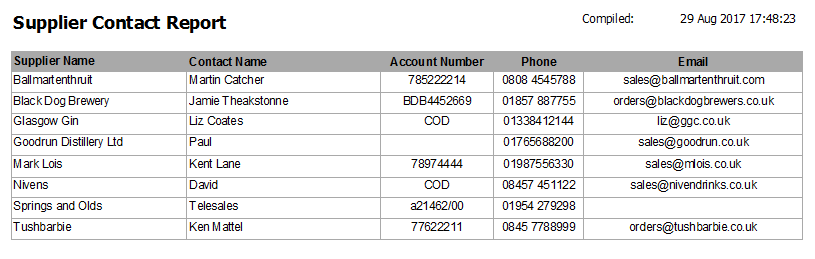 Supplier Contact Report Compiled: 29 Aug 2017 17:48:23
Supplier Name Contact Name Account Number Phone Email
Ballmartenthruit Martin Catcher 785222214 0808 4545788 sales@ballmartenthruit.com
Black Dog Brewery Jamie Theakstonne BDB4452669 01857 887755 orders@blackdogbrewers.co.uk
Glasgow Gin Liz Coates COD 01338412144 liz@ggc.co.uk
Goodrun Distillery Ltd Paul 01765688200 sales@goodrun.co.uk
Mark Lois Kent Lane 78974444 01987556330 sales@mlois.co.uk
Nivens David COD 08457 451122 sales@nivendrinks.co.uk
Springs and Olds Telesales a21462/00 01954 279298
Tushbarbie Ken Mattel 77622211 0845 7788999 orders@tushbarbie.co.uk